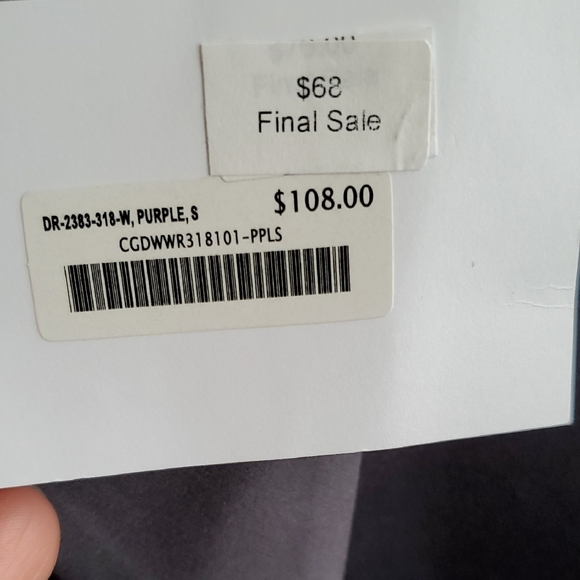 $68
Final Sale
DR-2383-318-W, PURPLE, S $108.00
CGDWWR318101-PPLS